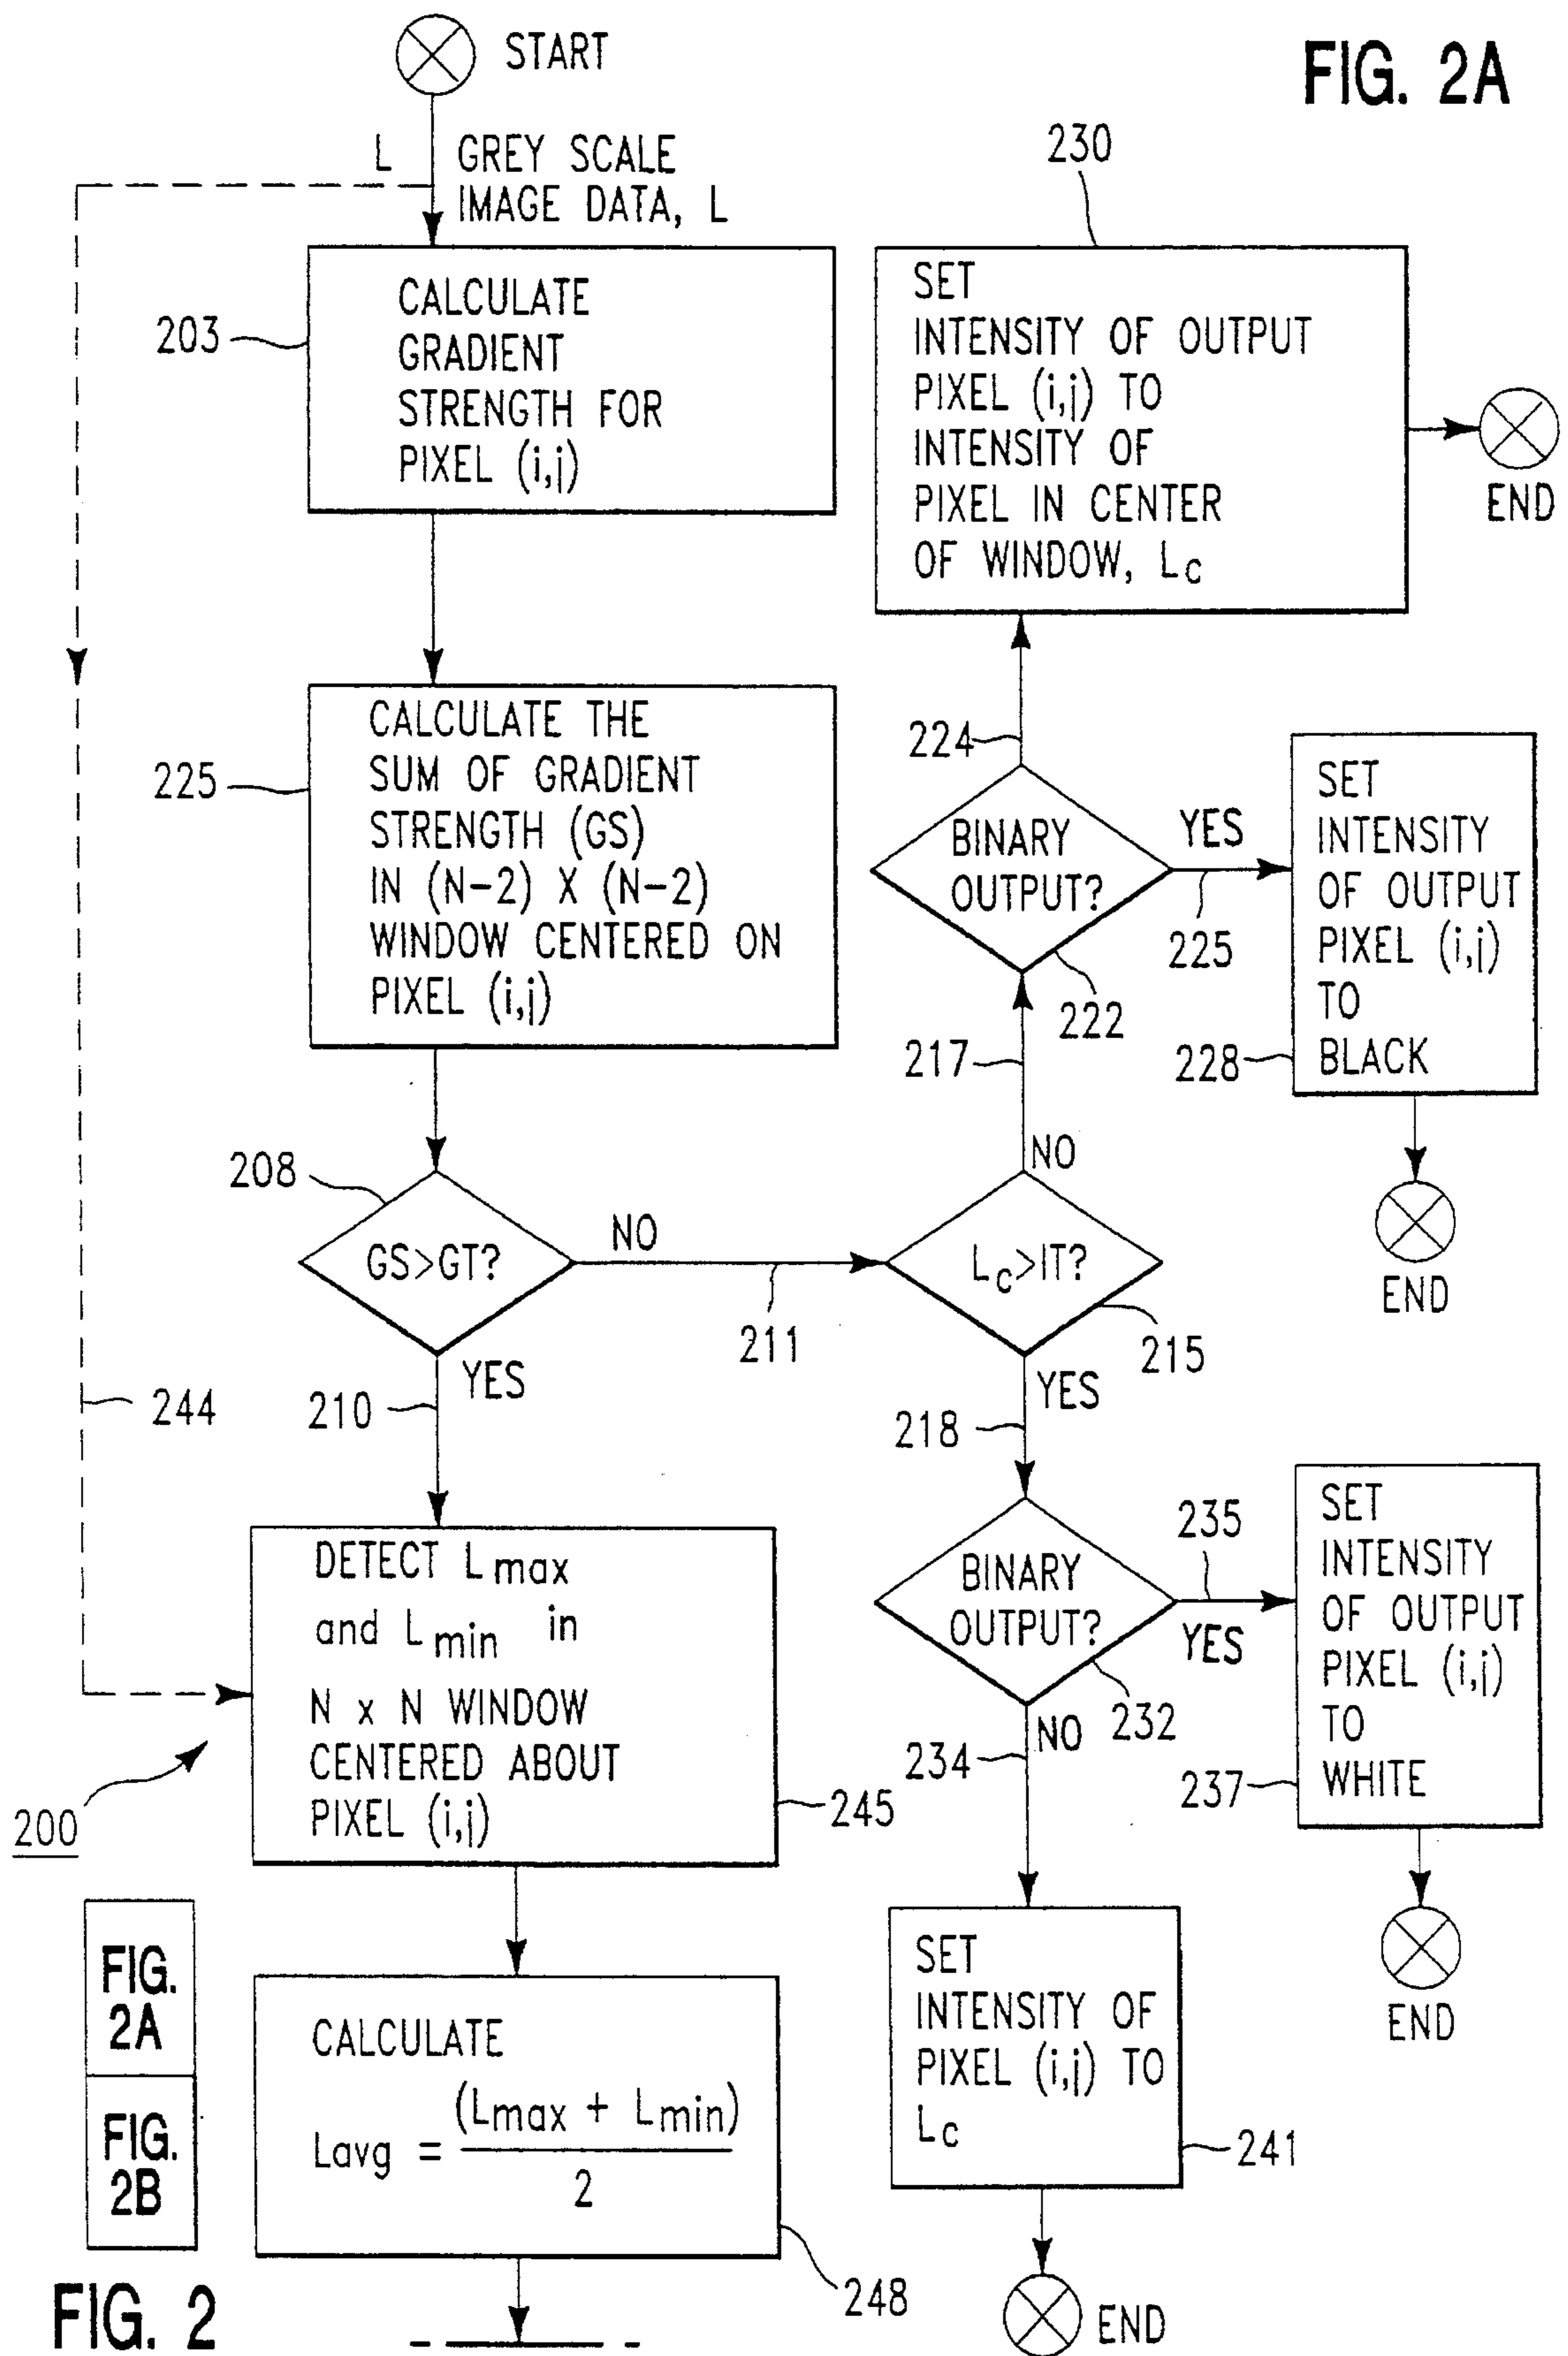 START
FIG. 2A
L
GREY SCALE
IMAGE DATA, L
203
CALCULATE
GRADIENT
STRENGTH FOR
PIXEL (i,j)
230
SET
INTENSITY OF OUTPUT
PIXEL (i,j) TO
INTENSITY OF
PIXEL IN CENTER
OF WINDOW, Lc
END
225
CALCULATE THE
SUM OF GRADIENT
STRENGTH (GS)
IN (N-2) X (N-2)
WINDOW CENTERED ON
PIXEL (i,j)
224
BINARY
OUTPUT?
222
YES
225
SET
INTENSITY
OF OUTPUT
PIXEL (i,j)
TO
BLACK
228
END
217
NO
208
GS>GT?
NO
211
Lc>IT?
215
YES
210
YES
218
244
BINARY
OUTPUT?
232
235
YES
SET
INTENSITY
OF OUTPUT
PIXEL (i,j)
TO
WHITE
237
END
NO
234
DETECT Lmax
and Lmin in
N x N WINDOW
CENTERED ABOUT
PIXEL (i,j)
245
200
SET
INTENSITY OF
PIXEL (i,j) TO
Lc
241
END
CALCULATE
Lavg = (Lmax + Lmin)
2
248
FIG.
2A
FIG.
2B
FIG. 2